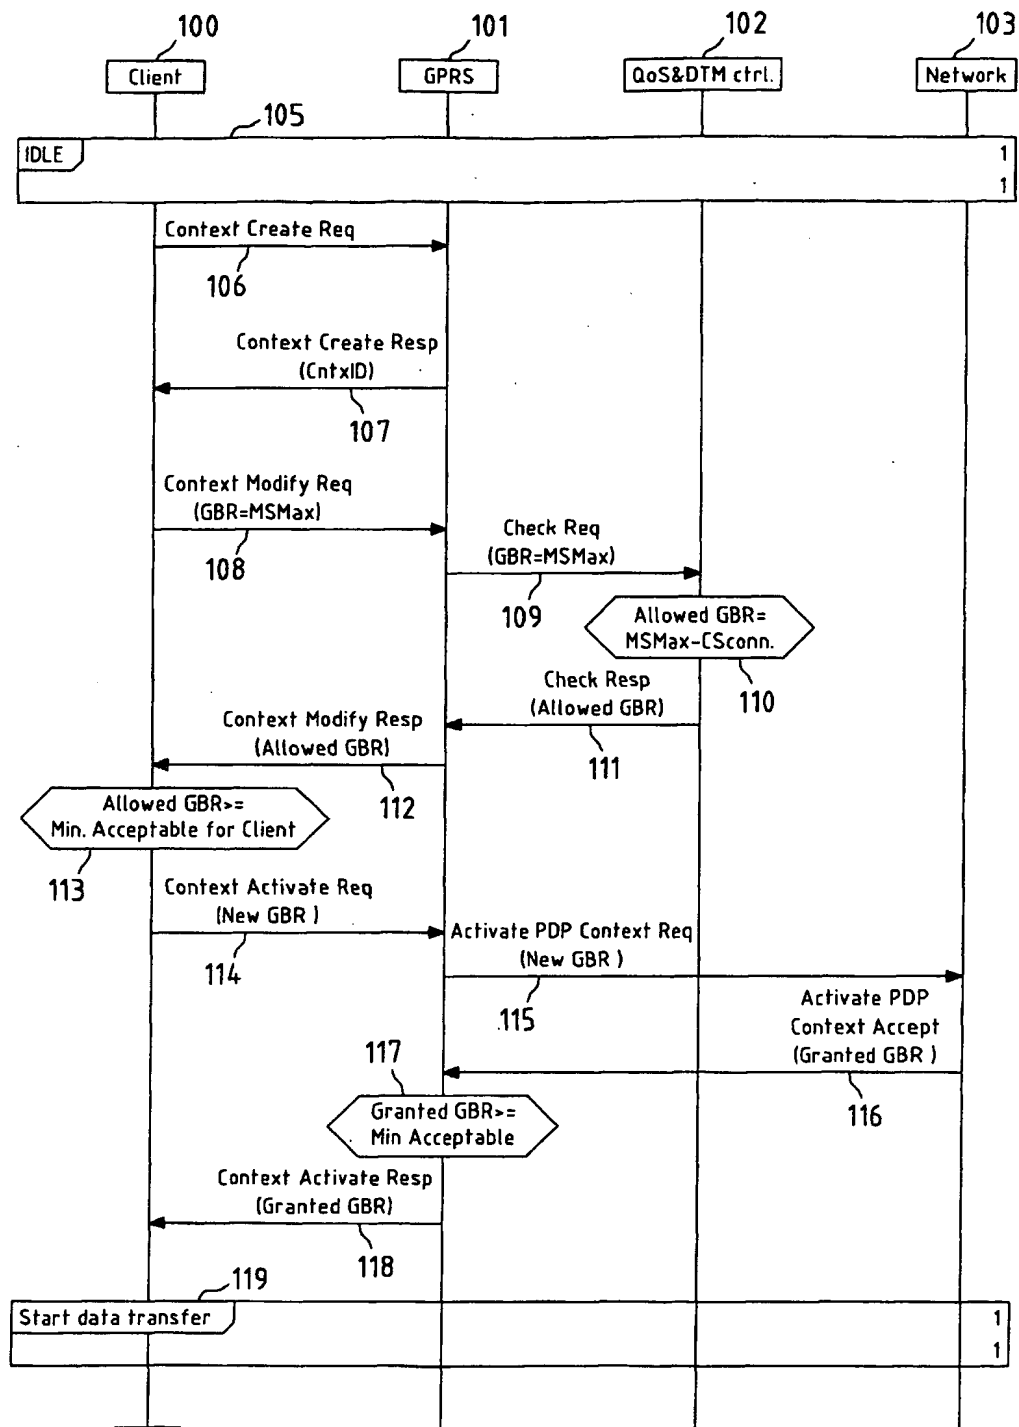 100
101
102
103
Client
GPRS
QoS&DTM ctrl.
Network
105
IDLE
1
1
Context Create Req
106
Context Create Resp
(CntxID)
107
Context Modify Req
(GBR=MSMax)
108
Check Req
(GBR=MSMax)
109
Allowed GBR=
MSMax-CSconn.
110
Check Resp
(Allowed GBR)
111
Context Modify Resp
(Allowed GBR)
112
Allowed GBR>=
Min. Acceptable for Client
113
Context Activate Req
(New GBR )
114
Activate PDP Context Req
(New GBR )
115
Activate PDP
Context Accept
(Granted GBR )
116
117
Granted GBR>=
Min Acceptable
Context Activate Resp
(Granted GBR)
118
119
Start data transfer
1
1